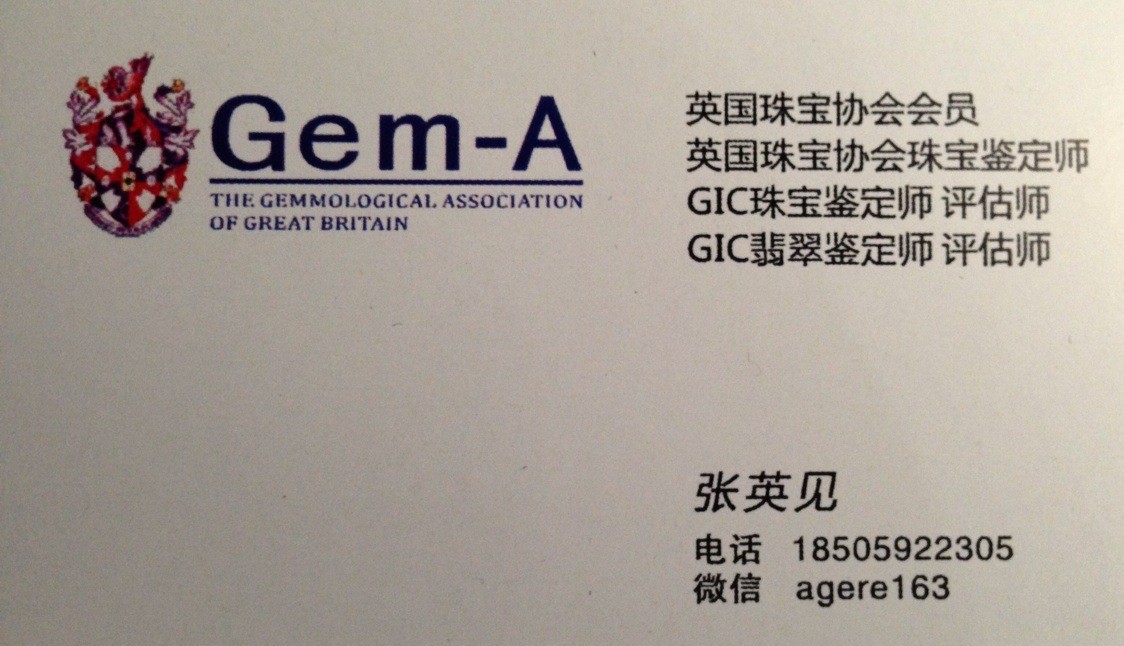 Gem-A
THE GEMMOLOGICAL ASSOCIATION
OF GREAT BRITAIN
英国珠宝协会会员
英国珠宝协会珠宝鉴定师
GIC珠宝鉴定师 评估师
GIC翡翠鉴定师 评估师
张英见
电话 18505922305
微信 agere163